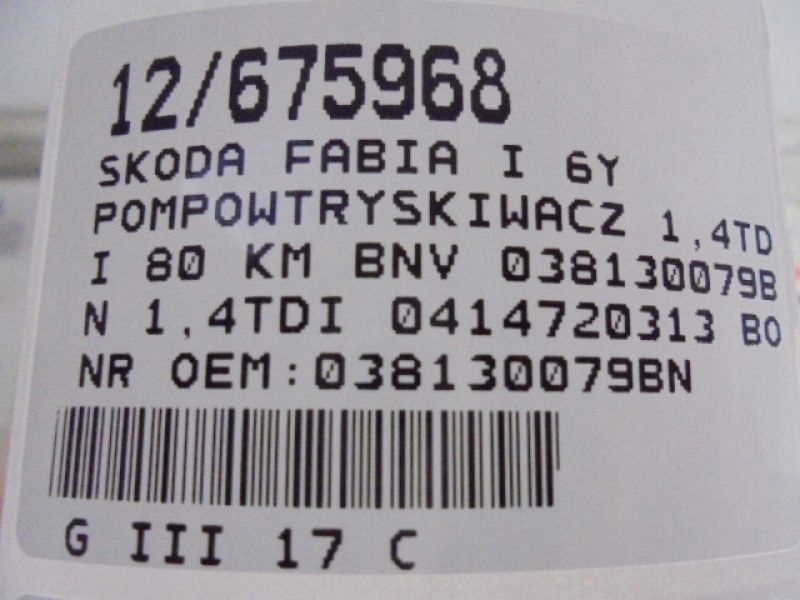 12/675968
SKODA FABIA I 6Y
POMPOWTRYSKIWACZ 1,4TD
I 80 KM BNV 038130079B
N 1,4TDI 0414720313 BO
NR OEM:038130079BN
G III 17 C